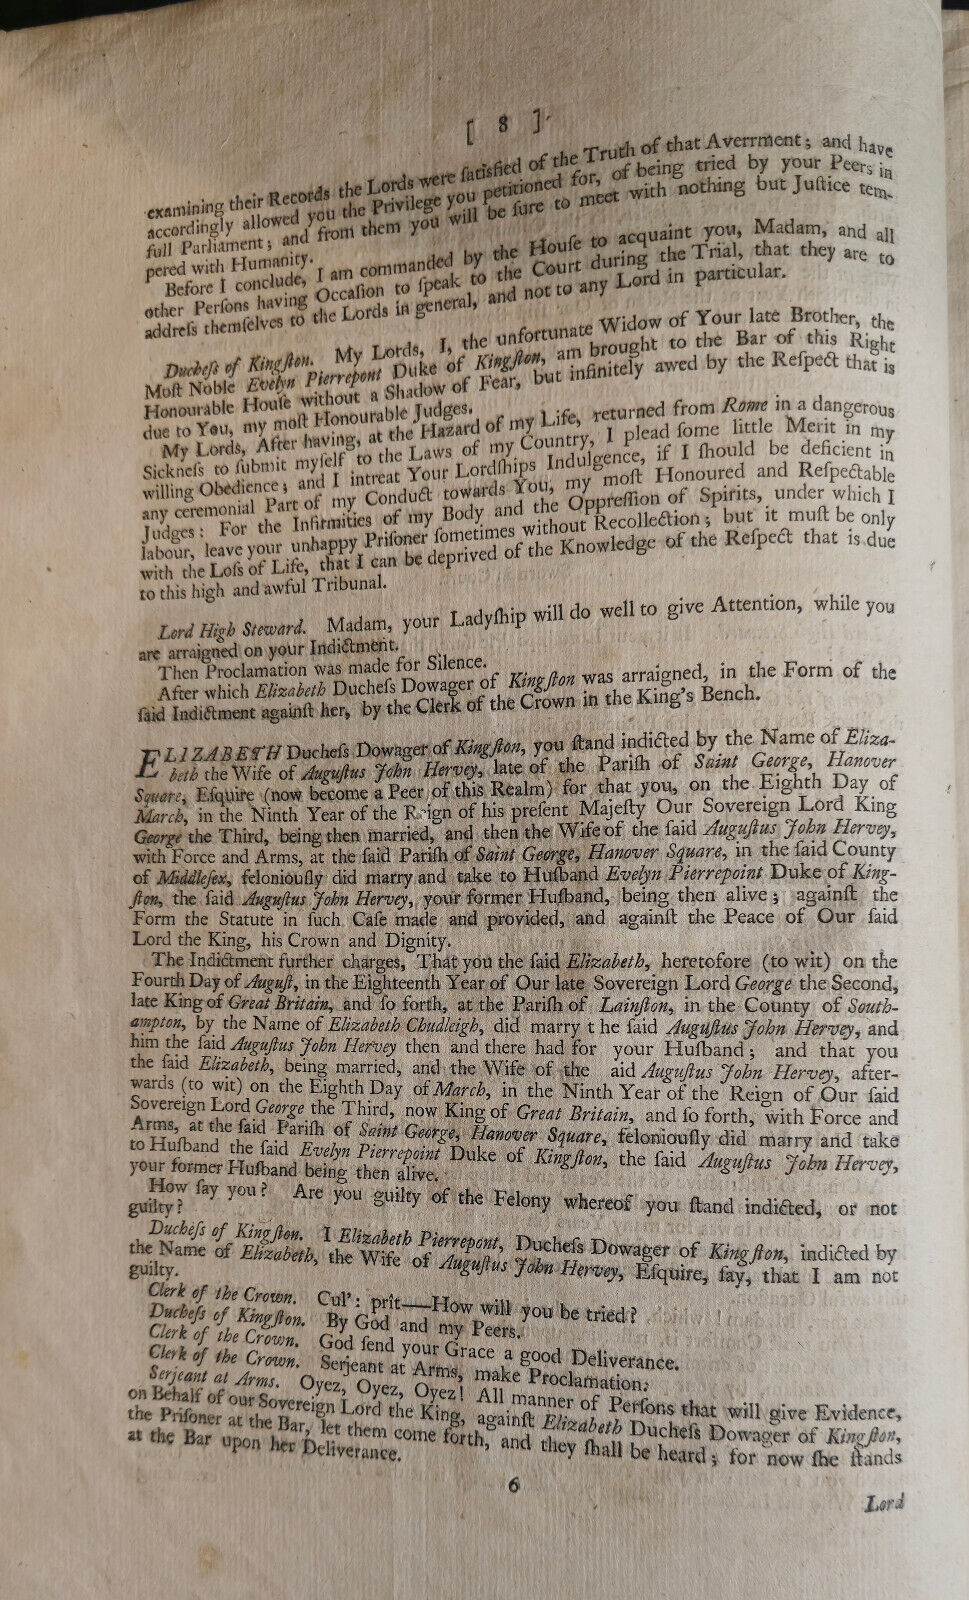 [ 8 ]
examining their Records the Lords were ſatisfied of the Truth of that Averrment; and have
accordingly allowed you the Privilege you petitioned for, of being tried by your Peers in
full Parliament; and from them you will be ſure to meet with nothing but Juſtice tem-
pered with Humanity.
Before I conclude, I am commanded by the Houſe to acquaint you, Madam, and all
other Perſons having Occaſion to ſpeak to the Court during the Trial, that they are to
addreſs themſelves to the Lords in general, and not to any Lord in particular.
Ducheſs of Kingſton. My Lords, I, the unfortunate Widow of Your late Brother, the
Moſt Noble Evelyn Pierrepont Duke of Kingſton, am brought to the Bar of this Right
Honourable Houſe without a Shadow of Fear, but infinitely awed by the Reſpect that is
due to You, my moſt Honourable Judges.
My Lords, After having, at the Hazard of my Life, returned from Rome in a dangerous
Sickneſs to ſubmit myſelf to the Laws of my Country, I plead ſome little Merit in my
willing Obedience; and I intreat Your Lordſhips Indulgence, if I ſhould be deficient in
any ceremonial Part of my Conduct towards You, my moſt Honoured and Reſpectable
Judges: For the Infirmities of my Body and the Oppreſſion of Spirits, under which I
labour, leave your unhappy Priſoner ſometimes without Recollection; but it muſt be only
with the Loſs of Life, that I can be deprived of the Knowledge of the Reſpect that is due
to this high and awful Tribunal.
Lord High Steward. Madam, your Ladyſhip will do well to give Attention, while you
are arraigned on your Indictment.
Then Proclamation was made for Silence.
After which Elizabeth Ducheſs Dowager of Kingſton was arraigned, in the Form of the
ſaid Indictment againſt her, by the Clerk of the Crown in the King's Bench.
ELIZABETH Ducheſs Dowager of Kingſton, you ſtand indicted by the Name of Eliza-
beth the Wife of Auguſtus John Hervey, late of the Pariſh of Saint George, Hanover
Square, Eſquire (now become a Peer of this Realm) for that you, on the Eighth Day of
March, in the Ninth Year of the Reign of his preſent Majeſty Our Sovereign Lord King
George the Third, being then married, and then the Wife of the ſaid Auguſtus John Hervey,
with Force and Arms, at the ſaid Pariſh of Saint George, Hanover Square, in the ſaid County
of Middleſex, feloniouſly did marry and take to Huſband Evelyn Pierrepoint Duke of King-
ſton, the ſaid Auguſtus John Hervey, your former Huſband, being then alive; againſt the
Form the Statute in ſuch Caſe made and provided, and againſt the Peace of Our ſaid
Lord the King, his Crown and Dignity.
The Indictment further charges, That you the ſaid Elizabeth, heretofore (to wit) on the
Fourth Day of Auguſt, in the Eighteenth Year of Our late Sovereign Lord George the Second,
late King of Great Britain, and ſo forth, at the Pariſh of Lainſton, in the County of South-
ampton, by the Name of Elizabeth Chudleigh, did marry t he ſaid Auguſtus John Hervey, and
him the ſaid Auguſtus John Hervey then and there had for your Huſband; and that you
the ſaid Elizabeth, being married, and the Wife of the aid Auguſtus John Hervey, after-
wards (to wit) on the Eighth Day of March, in the Ninth Year of the Reign of Our ſaid
Sovereign Lord George the Third, now King of Great Britain, and ſo forth, with Force and
Arms, at the ſaid Pariſh of Saint George, Hanover Square, feloniouſly did marry and take
to Huſband the ſaid Evelyn Pierrepoint Duke of Kingſton, the ſaid Auguſtus John Hervey,
your former Huſband being then alive.
How ſay you? Are you guilty of the Felony whereof you ſtand indicted, or not
guilty?
Ducheſs of Kingſton. I Elizabeth Pierrepont, Ducheſs Dowager of Kingſton, indicted by
the Name of Elizabeth, the Wife of Auguſtus John Hervey, Eſquire, ſay, that I am not
guilty.
Clerk of the Crown. Cul': prit——How will you be tried?
Ducheſs of Kingſton. By God and my Peers.
Clerk of the Crown. God ſend your Grace a good Deliverance.
Clerk of the Crown. Serjeant at Arms, make Proclamation:
Serjeant at Arms. Oyez, Oyez, Oyez! All manner of Perſons that will give Evidence,
on Behalf of our Sovereign Lord the King, againſt Elizabeth Ducheſs Dowager of Kingſton,
the Priſoner at the Bar, let them come forth, and they ſhall be heard; for now ſhe ſtands
at the Bar upon her Deliverance.
6
Lord